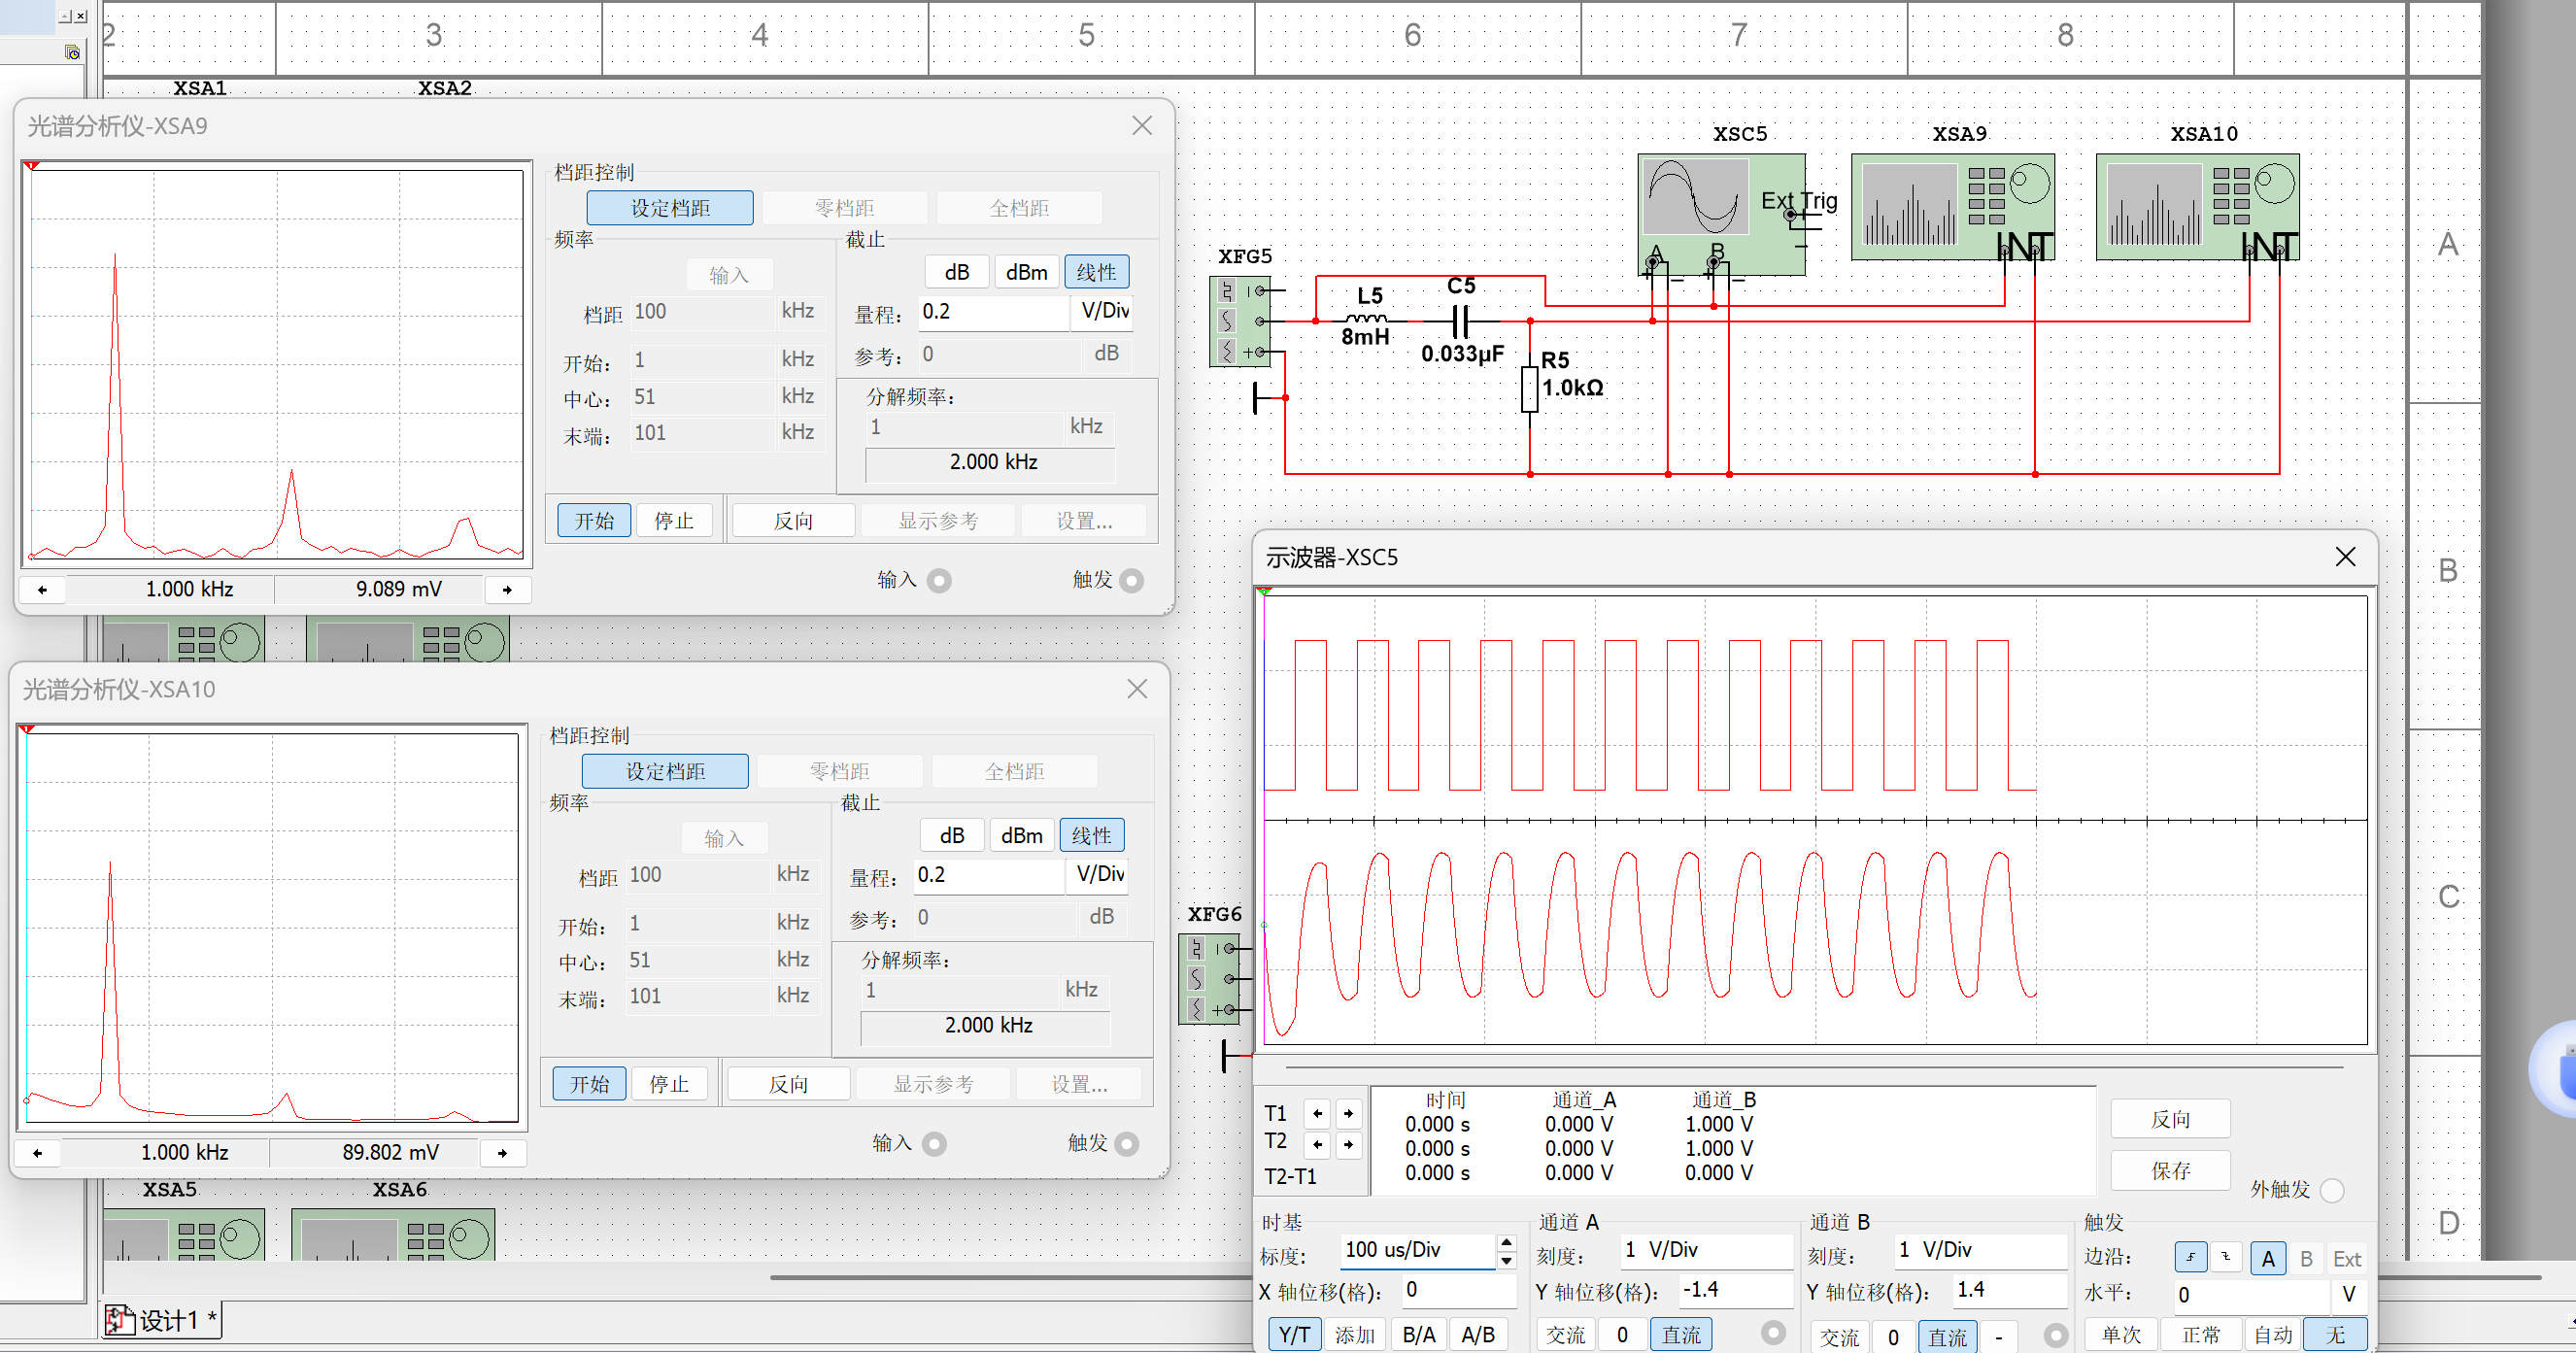 2
3
4
5
6
7
8
XSA1
XSA2
光谱分析仪-XSA9
档距控制
设定档距
零档距
全档距
频率
截止
输入
dB
dBm
线性
档距
100
kHz
量程：
0.2
V/Div
开始：
1
kHz
参考：
0
dB
中心：
51
kHz
分解频率：
末端：
101
kHz
1
kHz
2.000 kHz
开始
停止
反向
显示参考
设置...
1.000 kHz
9.089 mV
输入
触发
光谱分析仪-XSA10
档距控制
设定档距
零档距
全档距
频率
截止
输入
dB
dBm
线性
档距
100
kHz
量程：
0.2
V/Div
开始：
1
kHz
参考：
0
dB
中心：
51
kHz
分解频率：
末端：
101
kHz
1
kHz
2.000 kHz
开始
停止
反向
显示参考
设置...
1.000 kHz
89.802 mV
输入
触发
XSA5
XSA6
设计1 *
XSC5
XSA9
XSA10
Ext Trig
A
B
IN T
IN T
XFG5
L5
8mH
C5
0.033µF
R5
1.0kΩ
A
B
C
D
XFG6
示波器-XSC5
时间
通道_A
通道_B
T1
0.000 s
0.000 V
1.000 V
T2
0.000 s
0.000 V
1.000 V
T2-T1
0.000 s
0.000 V
0.000 V
反向
保存
外触发
时基
标度:
100 us/Div
X 轴位移(格):
0
Y/T
添加
B/A
A/B
通道 A
刻度：
1 V/Div
Y 轴位移(格)：
-1.4
交流
0
直流
通道 B
刻度：
1 V/Div
Y 轴位移(格)：
1.4
交流
0
直流
-
触发
边沿：
A
B
Ext
水平：
0
V
单次
正常
自动
无